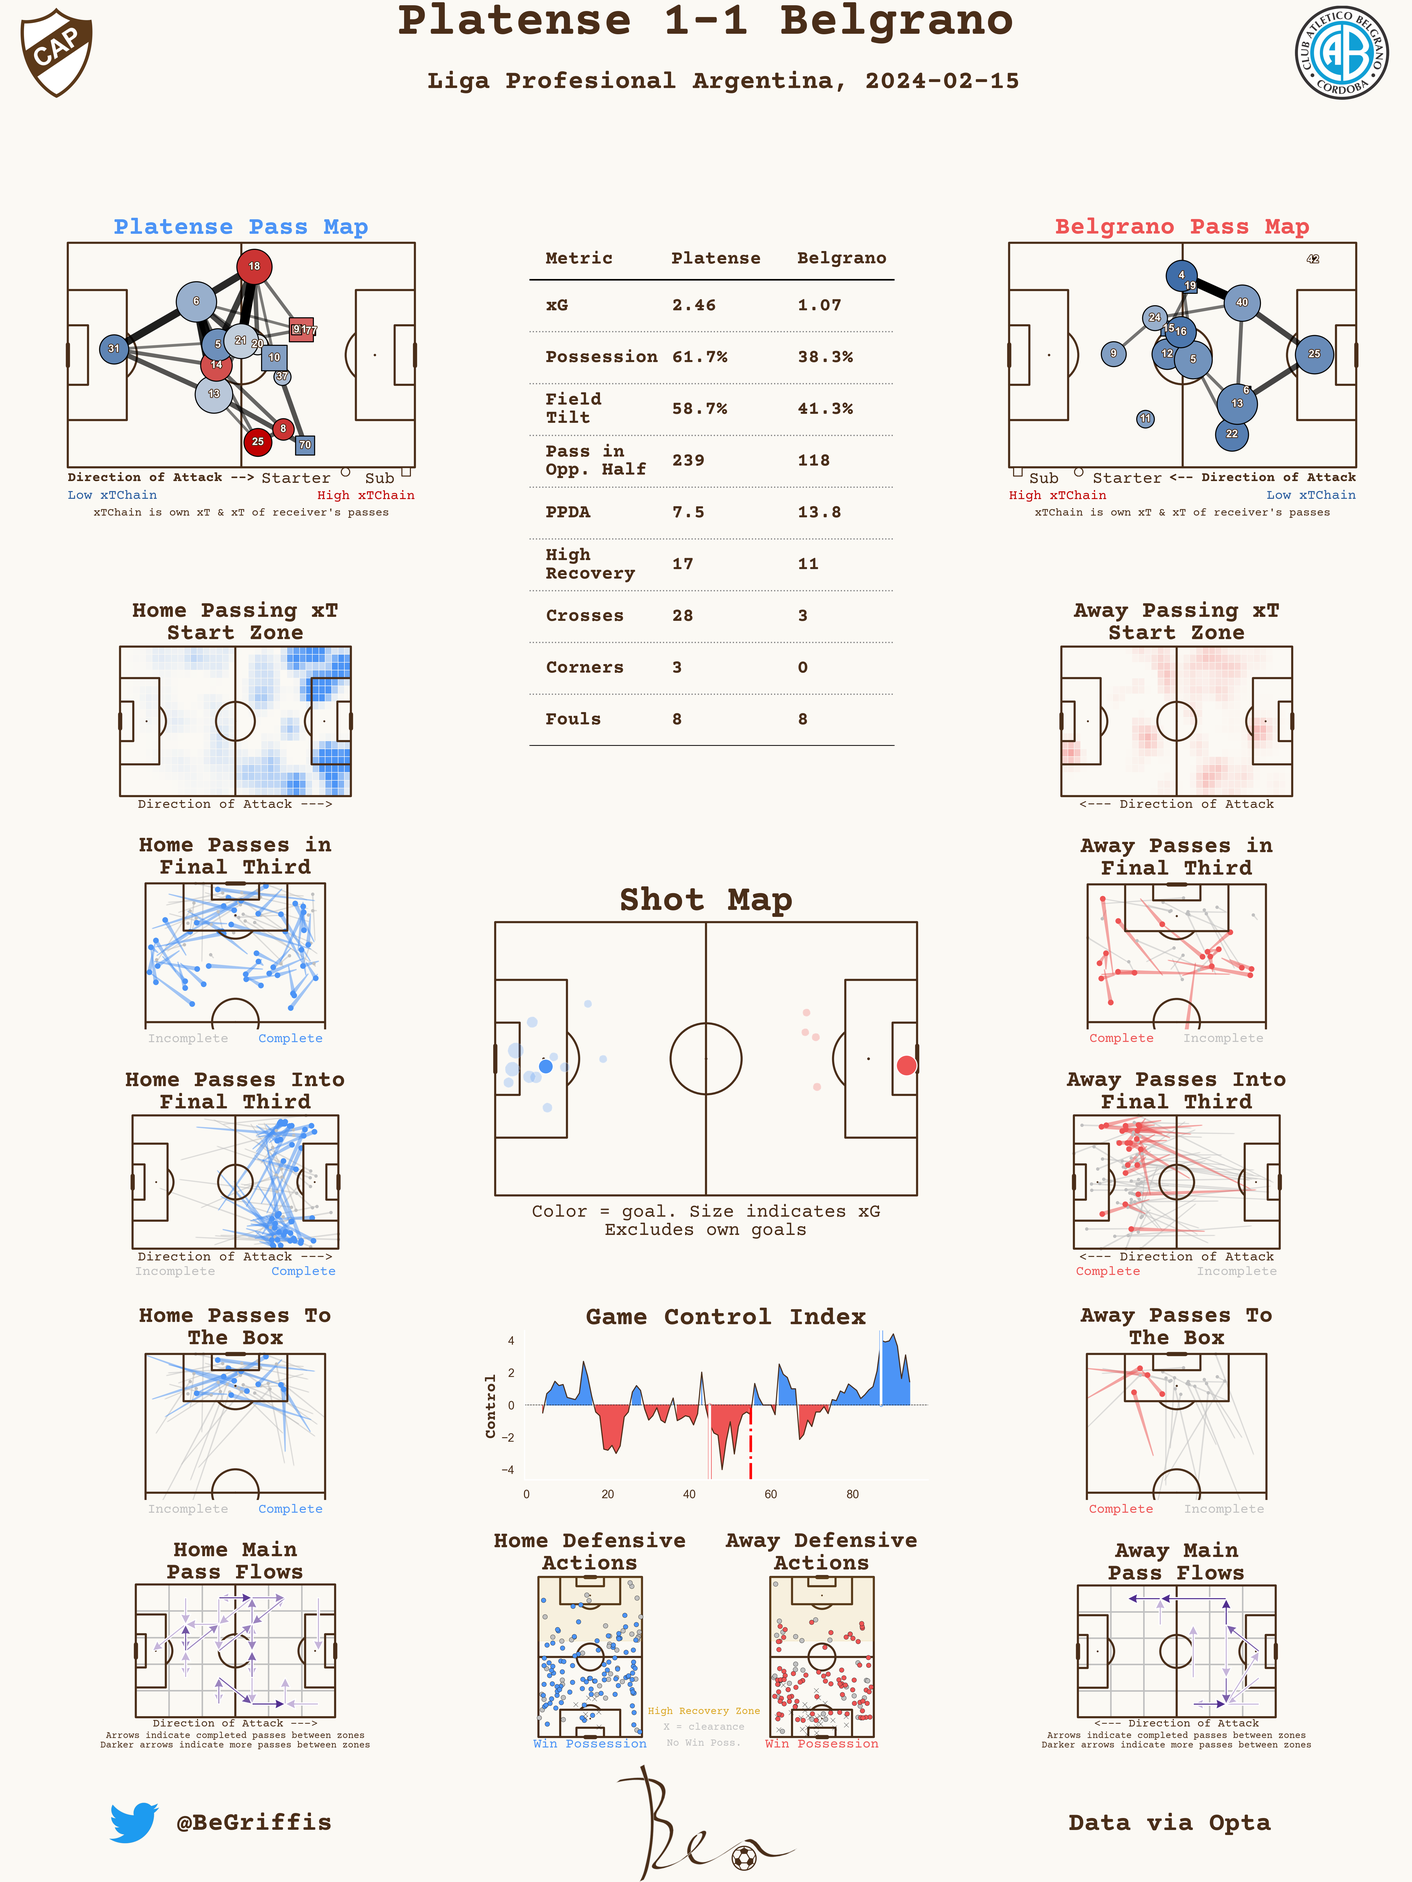 Platense 1-1 Belgrano
Liga Profesional Argentina, 2024-02-15
CAP
CLUB ATLETICO BELGRANO
CAB
CORDOBA
Platense Pass Map
18
6
31
5
21
20
14
13
10
37
91
77
8
25
70
Direction of Attack --> Starter Sub
Low xTChain High xTChain
xTChain is own xT & xT of receiver's passes
Metric Platense Belgrano
xG 2.46 1.07
Possession 61.7% 38.3%
Field
Tilt 58.7% 41.3%
Pass in
Opp. Half 239 118
PPDA 7.5 13.8
High
Recovery 17 11
Crosses 28 3
Corners 3 0
Fouls 8 8
Belgrano Pass Map
42
4
19
40
24
15
16
9
12
5
25
6
13
11
22
Sub Starter <-- Direction of Attack
High xTChain Low xTChain
xTChain is own xT & xT of receiver's passes
Home Passing xT
Start Zone
Direction of Attack --->
Away Passing xT
Start Zone
<--- Direction of Attack
Home Passes in
Final Third
Incomplete Complete
Away Passes in
Final Third
Complete Incomplete
Shot Map
Color = goal. Size indicates xG
Excludes own goals
Home Passes Into
Final Third
Direction of Attack --->
Incomplete Complete
Away Passes Into
Final Third
<--- Direction of Attack
Complete Incomplete
Home Passes To
The Box
Incomplete Complete
Game Control Index
Control
4
2
0
−2
−4
0 20 40 60 80
Away Passes To
The Box
Complete Incomplete
Home Main
Pass Flows
Direction of Attack --->
Arrows indicate completed passes between zones
Darker arrows indicate more passes between zones
Home Defensive
Actions
Win Possession
High Recovery Zone
X = clearance
No Win Poss.
Away Defensive
Actions
Win Possession
Away Main
Pass Flows
<--- Direction of Attack
Arrows indicate completed passes between zones
Darker arrows indicate more passes between zones
@BeGriffis
Ben
Data via Opta